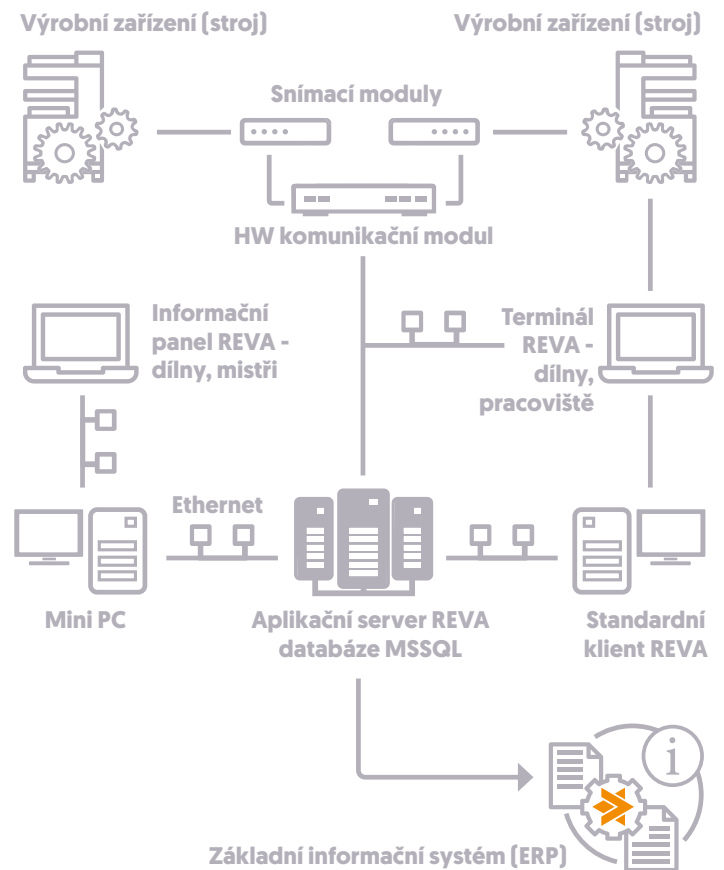 Výrobní zařízení (stroj)
Výrobní zařízení (stroj)
Snímací moduly
HW komunikační modul
Informační
panel REVA -
dílny, mistři
Terminál
REVA -
dílny,
pracoviště
Ethernet
Mini PC
Aplikační server REVA
databáze MSSQL
Standardní
klient REVA
i
Základní informační systém (ERP)